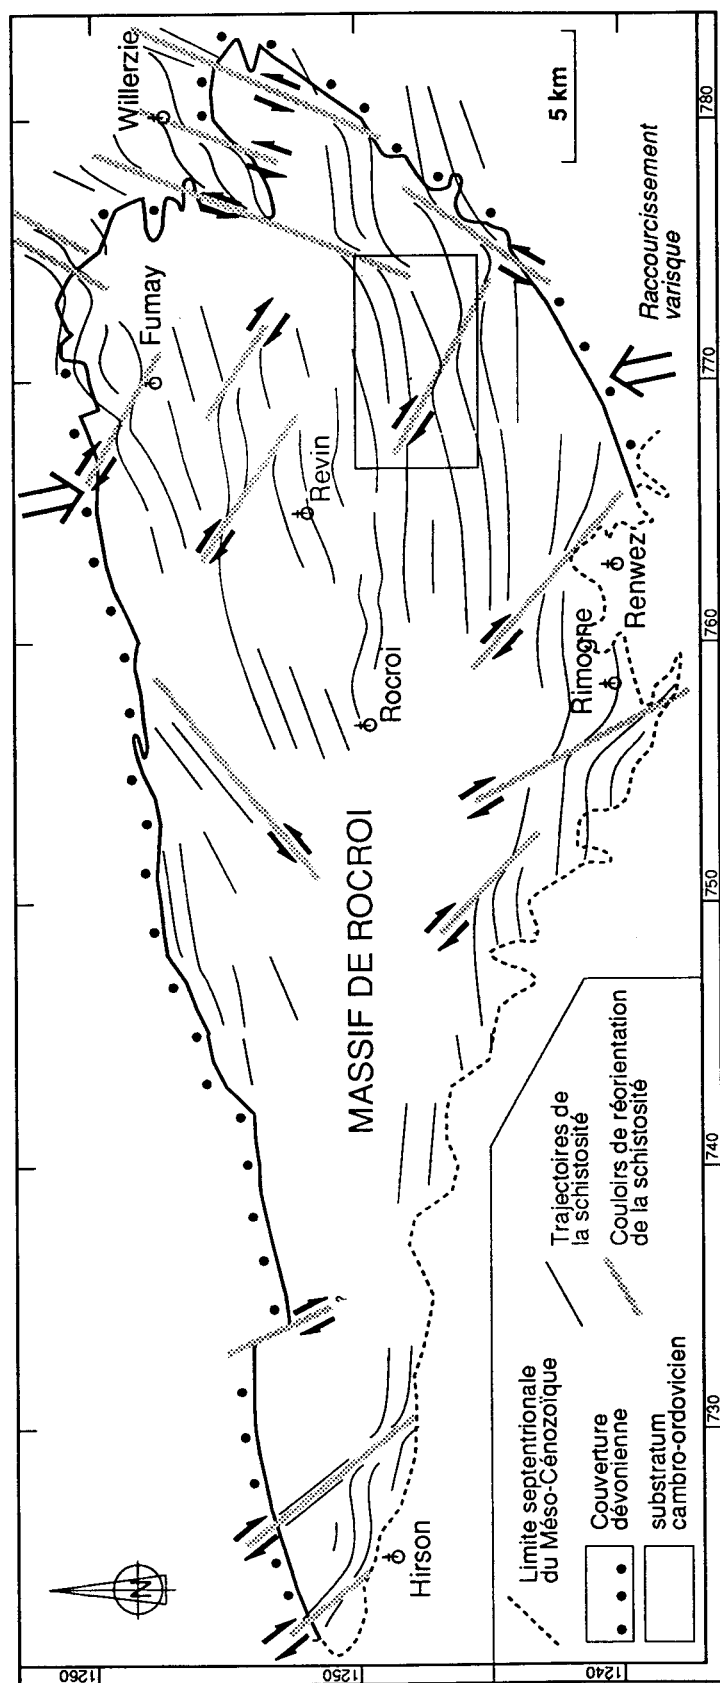 Willerzie
Fumay
Revin
Rocroi
Rimogne
Renwez
Hirson
MASSIF DE ROCROI
5 km
Raccourcissement
varisque
N
?
Limite septentrionale
du Méso-Cénozoïque
Couverture
dévonienne
substratum
cambro-ordovicien
Trajectoires de
la schistosité
Couloirs de réorientation
de la schistosité
1260
1250
1240
730
740
750
760
770
780